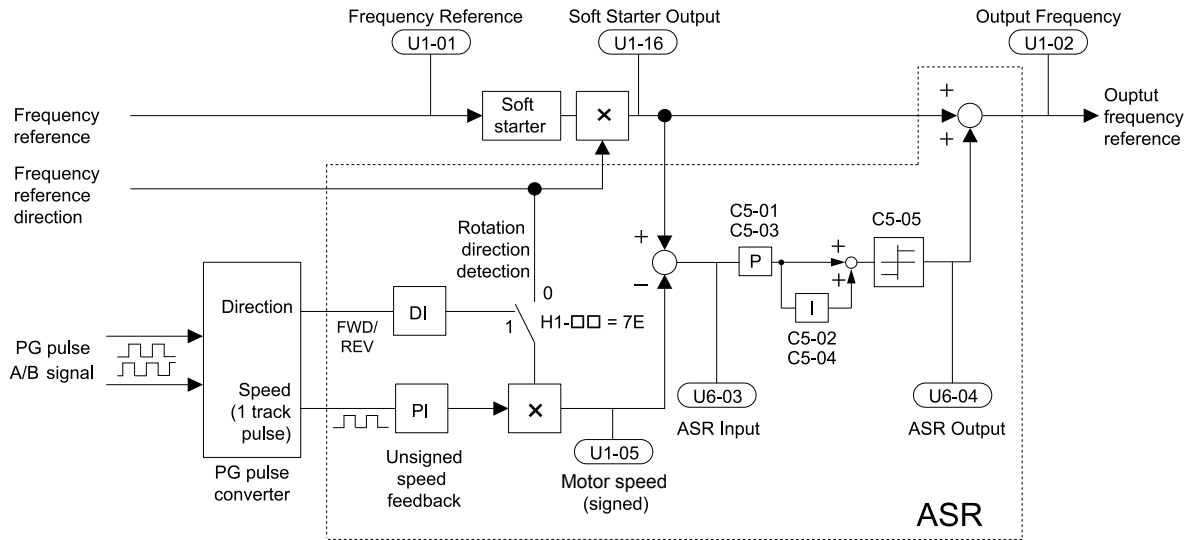 Frequency Reference
U1-01
Soft Starter Output
U1-16
Output Frequency
U1-02
Frequency
reference
Soft
starter
×
+
+
Ouptut
frequency
reference
Frequency
reference
direction
Rotation
direction
detection
+
−
C5-01
C5-03
P
+
+
C5-05
I
C5-02
C5-04
Direction
FWD/
REV
DI
0
1
H1-□□ = 7E
PG pulse
A/B signal
Speed
(1 track
pulse)
PG pulse
converter
PI
Unsigned
speed
feedback
×
U1-05
Motor speed
(signed)
U6-03
ASR Input
U6-04
ASR Output
ASR